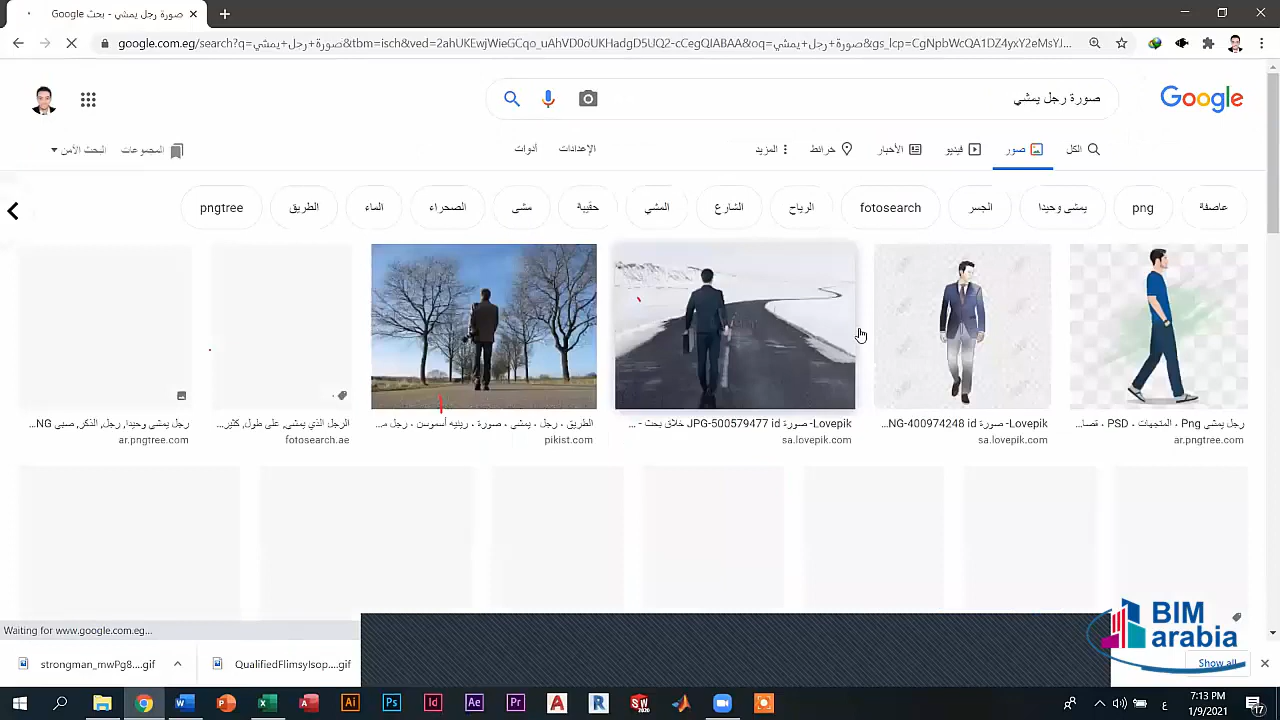 صورة رجل يمشي - بحث Google
google.com.eg/search?q=صورة+رجل+يمشي&tbm=isch&ved=2ahUKEwjWieGCqo_uAhVD0oUKHadgD5UQ2-cCegQIABAA&oq=صورة+رجل+يمشي&gs_lcp=CgNpbWcQA1DZ4yxY2eMsYJ...
صورة رجل يمشي
Google
الكل
صور
فيديو
الأخبار
خرائط
المزيد
الإعدادات
أدوات
المجموعات
البحث الآمن
عاصفة
png
يمشي وحيدا
الجسر
fotosearch
الرياح
الشارع
المشي
حقيبة
مشى
الصحراء
الماء
الطريق
pngtree
رجل يمشى Png ، المتجهات ، PSD ، قصا...
ar.pngtree.com
Lovepik- صورة NG-400974248 id...
sa.lovepik.com
Lovepik- صورة JPG-500579477 id خلاق بحث - ...
sa.lovepik.com
الطريق ، رجل ، يمشي ، صورة ، رينيه أسموسن ، رجل م...
pikist.com
الرجل الذي يمشي, على طول, كثير...
fotosearch.ae
رجل يمشي وحيدا, رجل, الذكر, صبي NG...
ar.pngtree.com
Waiting for www.google.com.eg...
BIM
arabia
strongman_mwPg8....gif
QualifiedFlimsyIsop....gif
Show all
7:13 PM
1/9/2021
ع
17